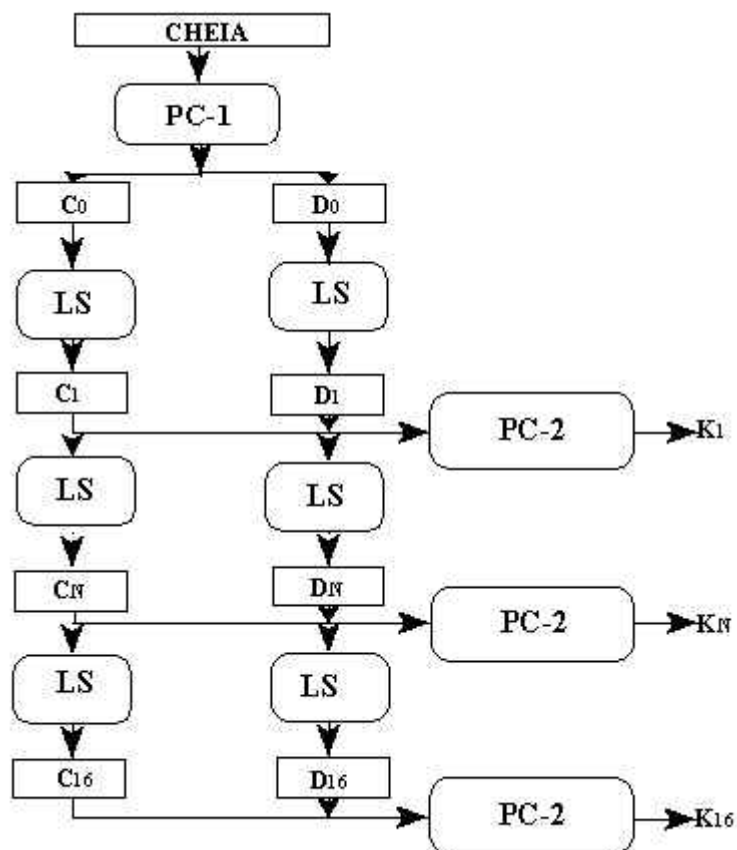 CHEIA
PC-1
C0 D0
LS LS
C1 D1
PC-2 K1
LS LS
CN DN
PC-2 KN
LS LS
C16 D16
PC-2 K16